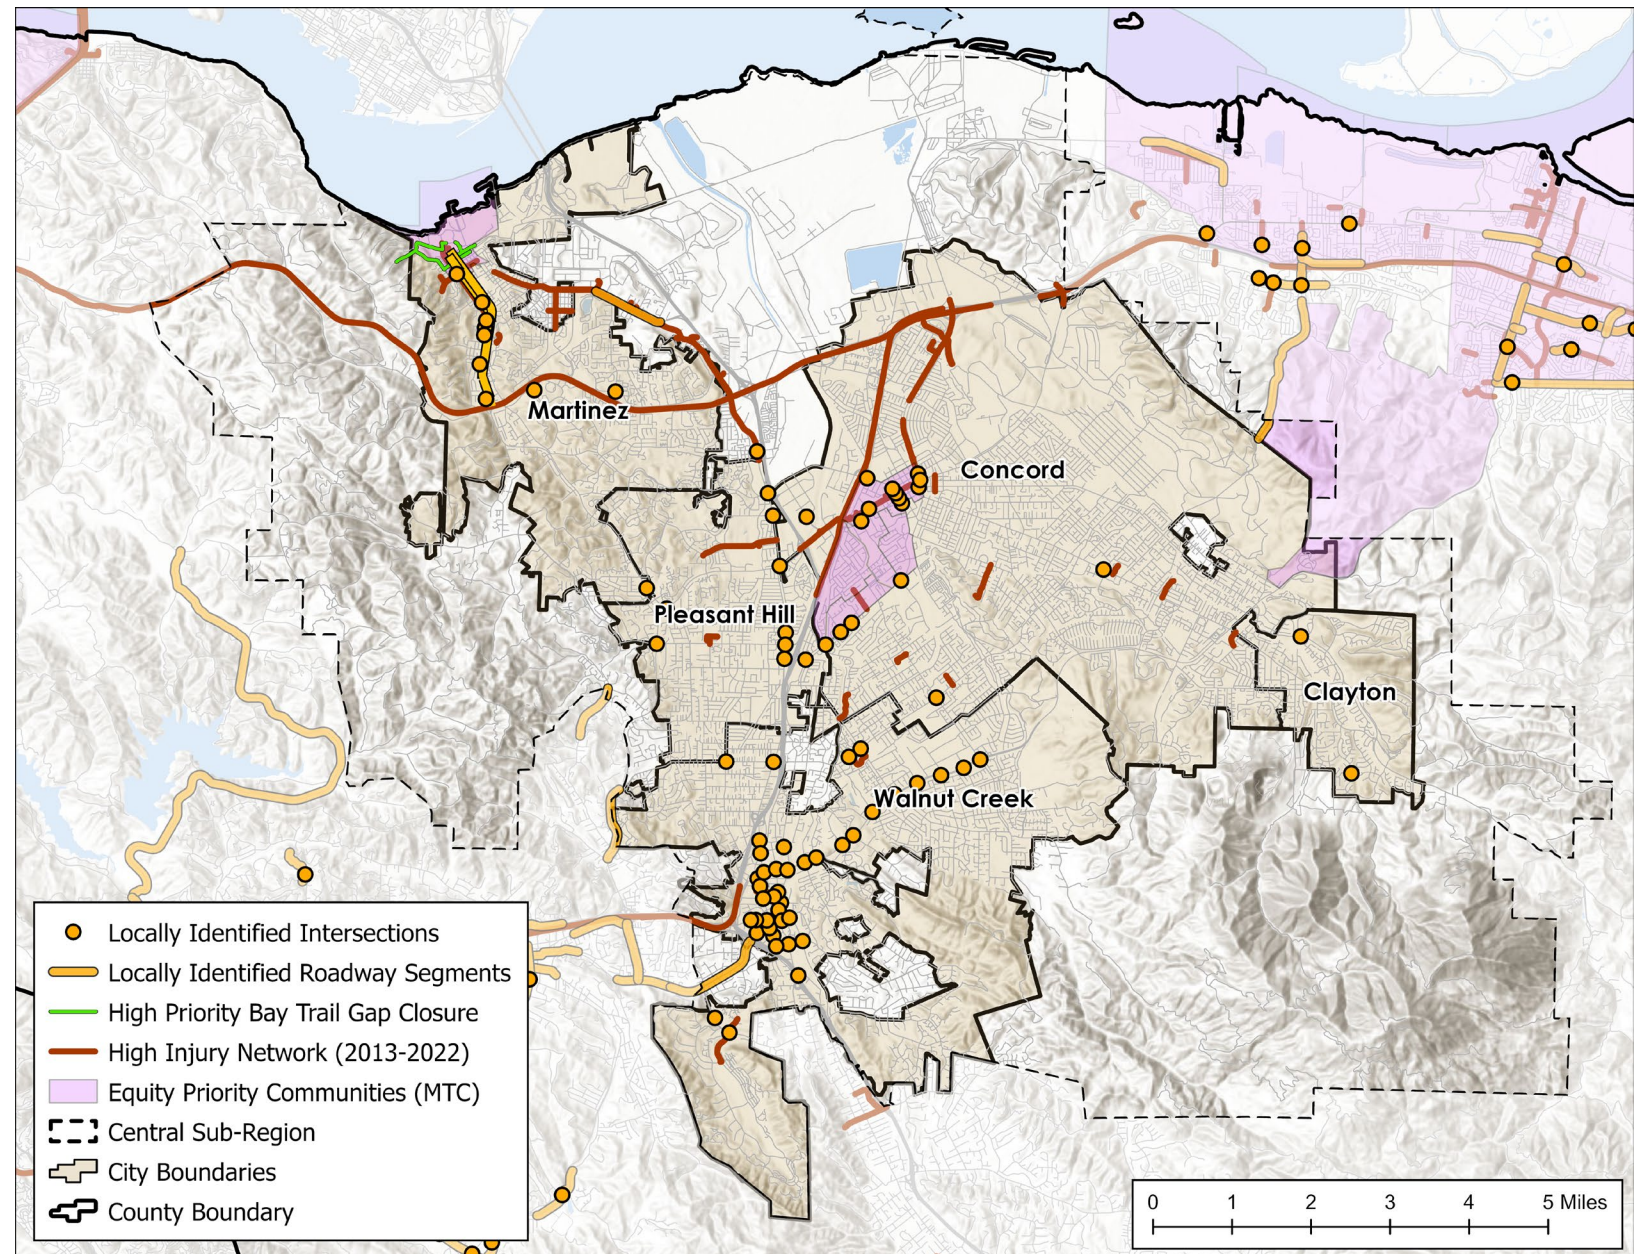 Martinez
Concord
Pleasant Hill
Clayton
Walnut Creek
Locally Identified Intersections
Locally Identified Roadway Segments
High Priority Bay Trail Gap Closure
High Injury Network (2013-2022)
Equity Priority Communities (MTC)
Central Sub-Region
City Boundaries
County Boundary
0 1 2 3 4 5 Miles